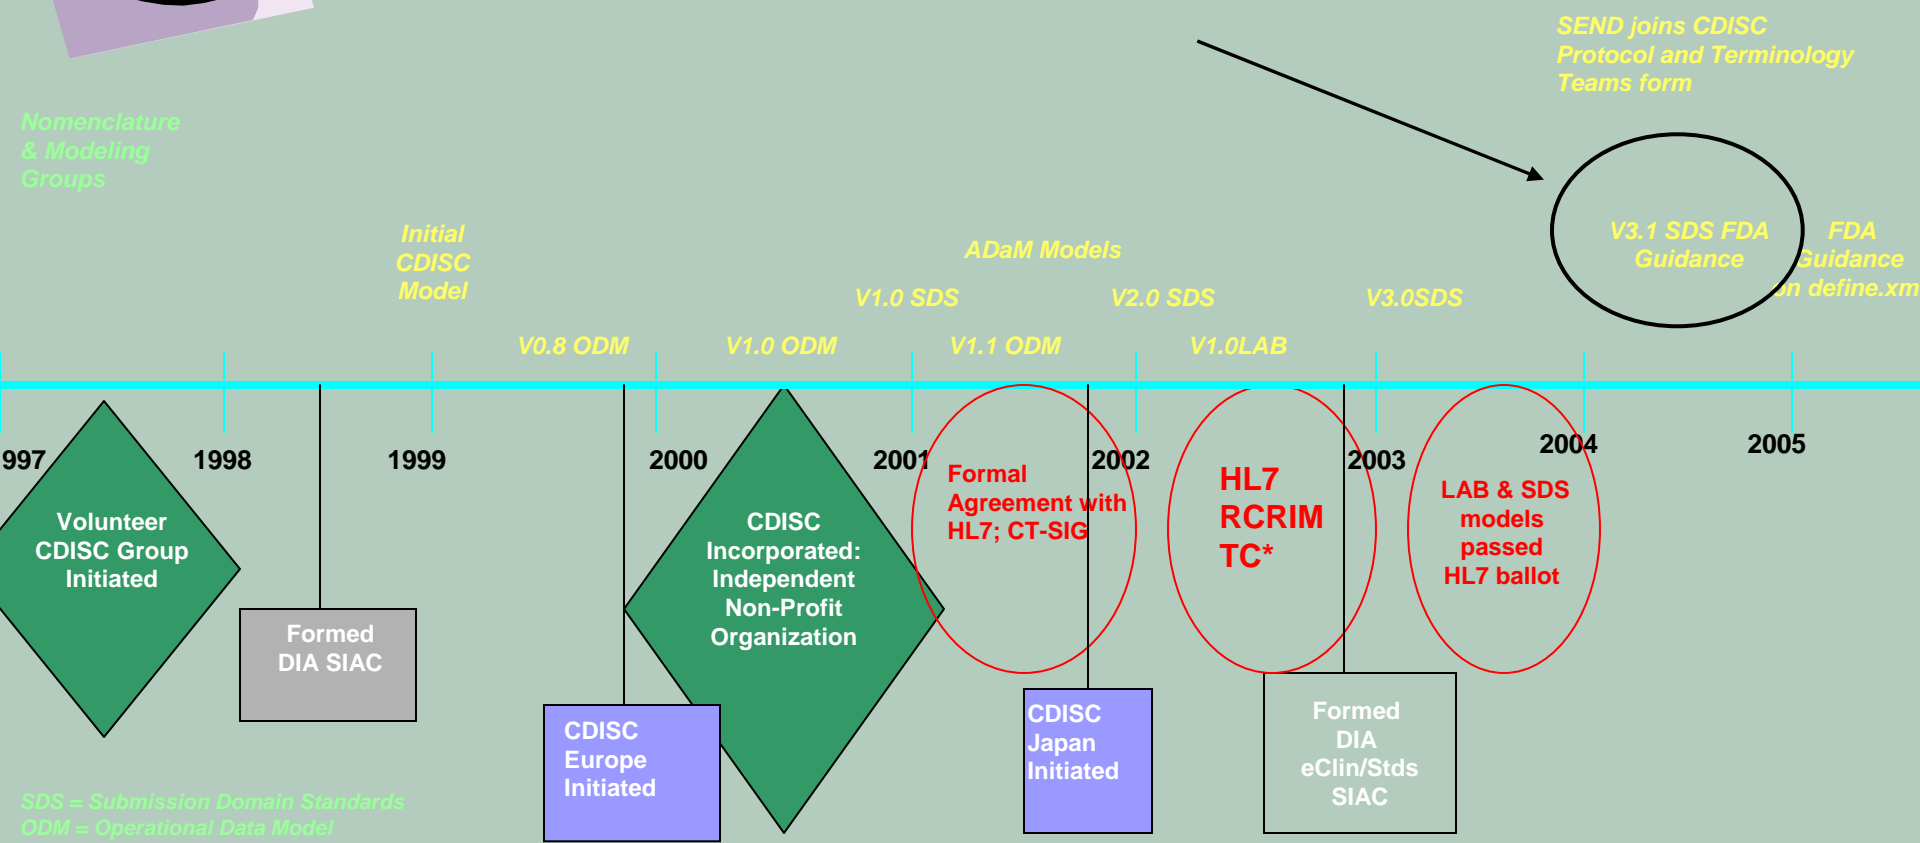 SEND joins CDISC
Protocol and Terminology
Teams form
Nomenclature
& Modeling
Groups
Initial
CDISC
Model
ADaM Models
V3.1 SDS FDA
Guidance
FDA
Guidance
on define.xm
V1.0 SDS
V2.0 SDS
V3.0SDS
V0.8 ODM
V1.0 ODM
V1.1 ODM
V1.0LAB
997
1998
1999
2000
2001
2002
2003
2004
2005
Volunteer
CDISC Group
Initiated
Formed
DIA SIAC
CDISC
Europe
Initiated
CDISC
Incorporated:
Independent
Non-Profit
Organization
Formal
Agreement with
HL7; CT-SIG
CDISC
Japan
Initiated
HL7
RCRIM
TC*
Formed
DIA
eClin/Stds
SIAC
LAB & SDS
models
passed
HL7 ballot
SDS = Submission Domain Standards
ODM = Operational Data Model